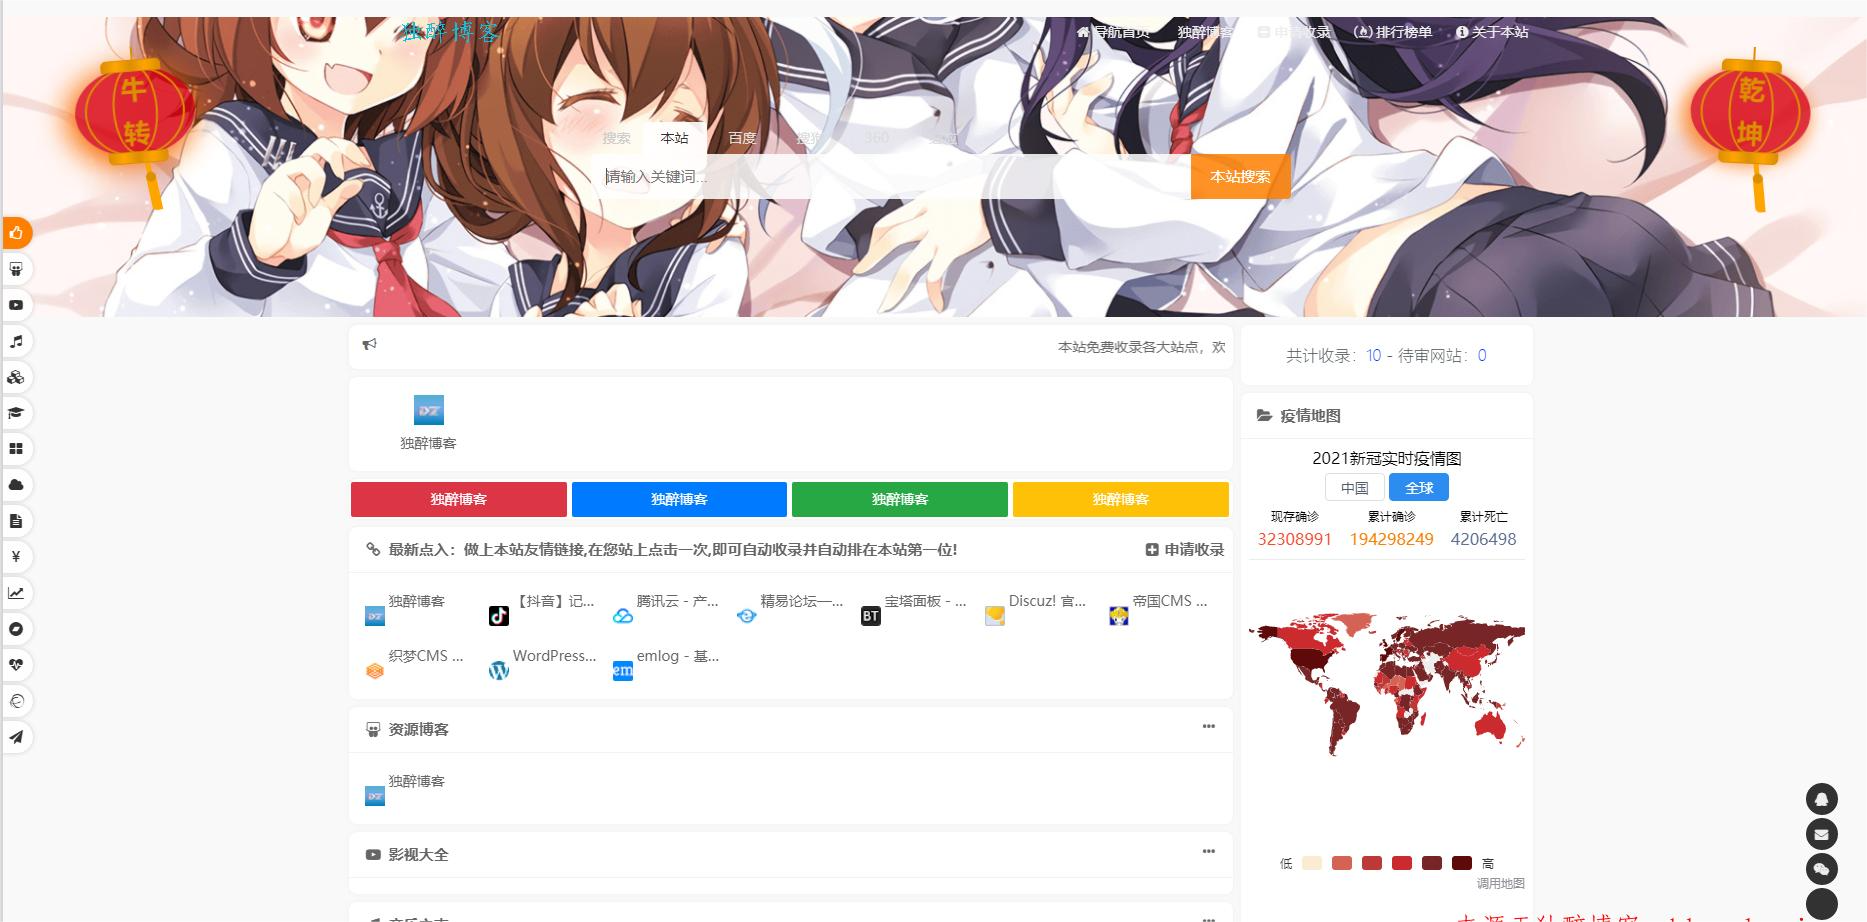 独醉博客
导航首页 独醉博客 申请收录 排行榜单 关于本站
牛转
乾坤
搜索 本站 百度 搜狗 360
请输入关键词... 本站搜索
本站免费收录各大站点，欢
共计收录：10 - 待审网站：0
独醉博客
疫情地图
2021新冠实时疫情图
中国 全球
现存确诊 累计确诊 累计死亡
32308991 194298249 4206498
独醉博客 独醉博客 独醉博客 独醉博客
最新点入：做上本站友情链接,在您站上点击一次,即可自动收录并自动排在本站第一位! 申请收录
独醉博客 【抖音】记... 腾讯云 - 产... 精易论坛—... 宝塔面板 - ... Discuz! 官... 帝国CMS ...
织梦CMS ... WordPress... emlog - 基...
资源博客
独醉博客
影视大全
低 高
调用地图